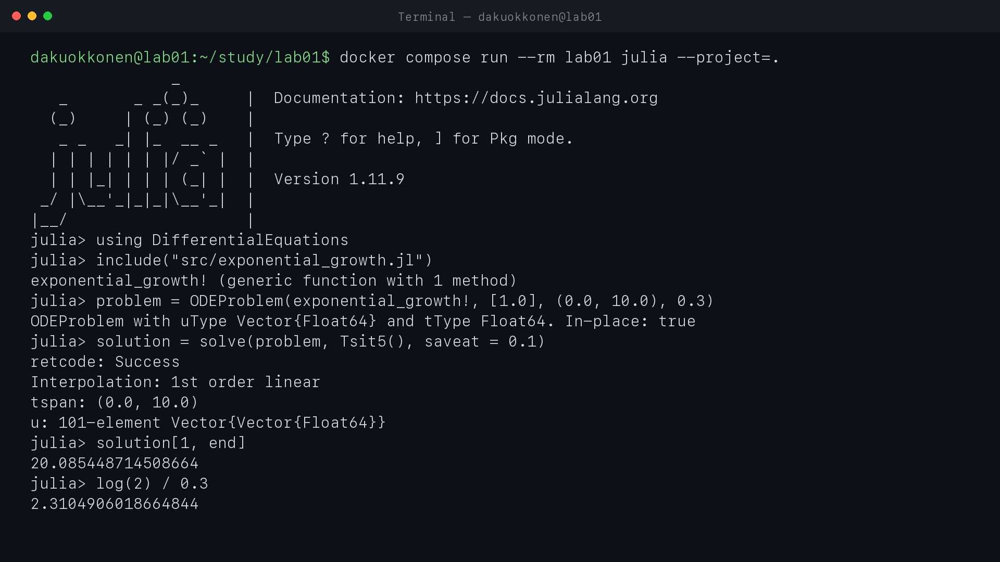 Terminal — dakuokkonen@lab01
dakuokkonen@lab01:~/study/lab01$ docker compose run --rm lab01 julia --project=.
               _
   _       _ _(_)_     |  Documentation: https://docs.julialang.org
  (_)     | (_) (_)    |
   _ _   _| |_  __ _   |  Type ? for help, ] for Pkg mode.
  | | | | | | |/ _` |  |
  | | |_| | | | (_| |  |  Version 1.11.9
 _/ |\__'_|_|_|\__'_|  |
|__/                   |
julia> using DifferentialEquations
julia> include("src/exponential_growth.jl")
exponential_growth! (generic function with 1 method)
julia> problem = ODEProblem(exponential_growth!, [1.0], (0.0, 10.0), 0.3)
ODEProblem with uType Vector{Float64} and tType Float64. In-place: true
julia> solution = solve(problem, Tsit5(), saveat = 0.1)
retcode: Success
Interpolation: 1st order linear
tspan: (0.0, 10.0)
u: 101-element Vector{Vector{Float64}}
julia> solution[1, end]
20.085448714508664
julia> log(2) / 0.3
2.3104906018664844